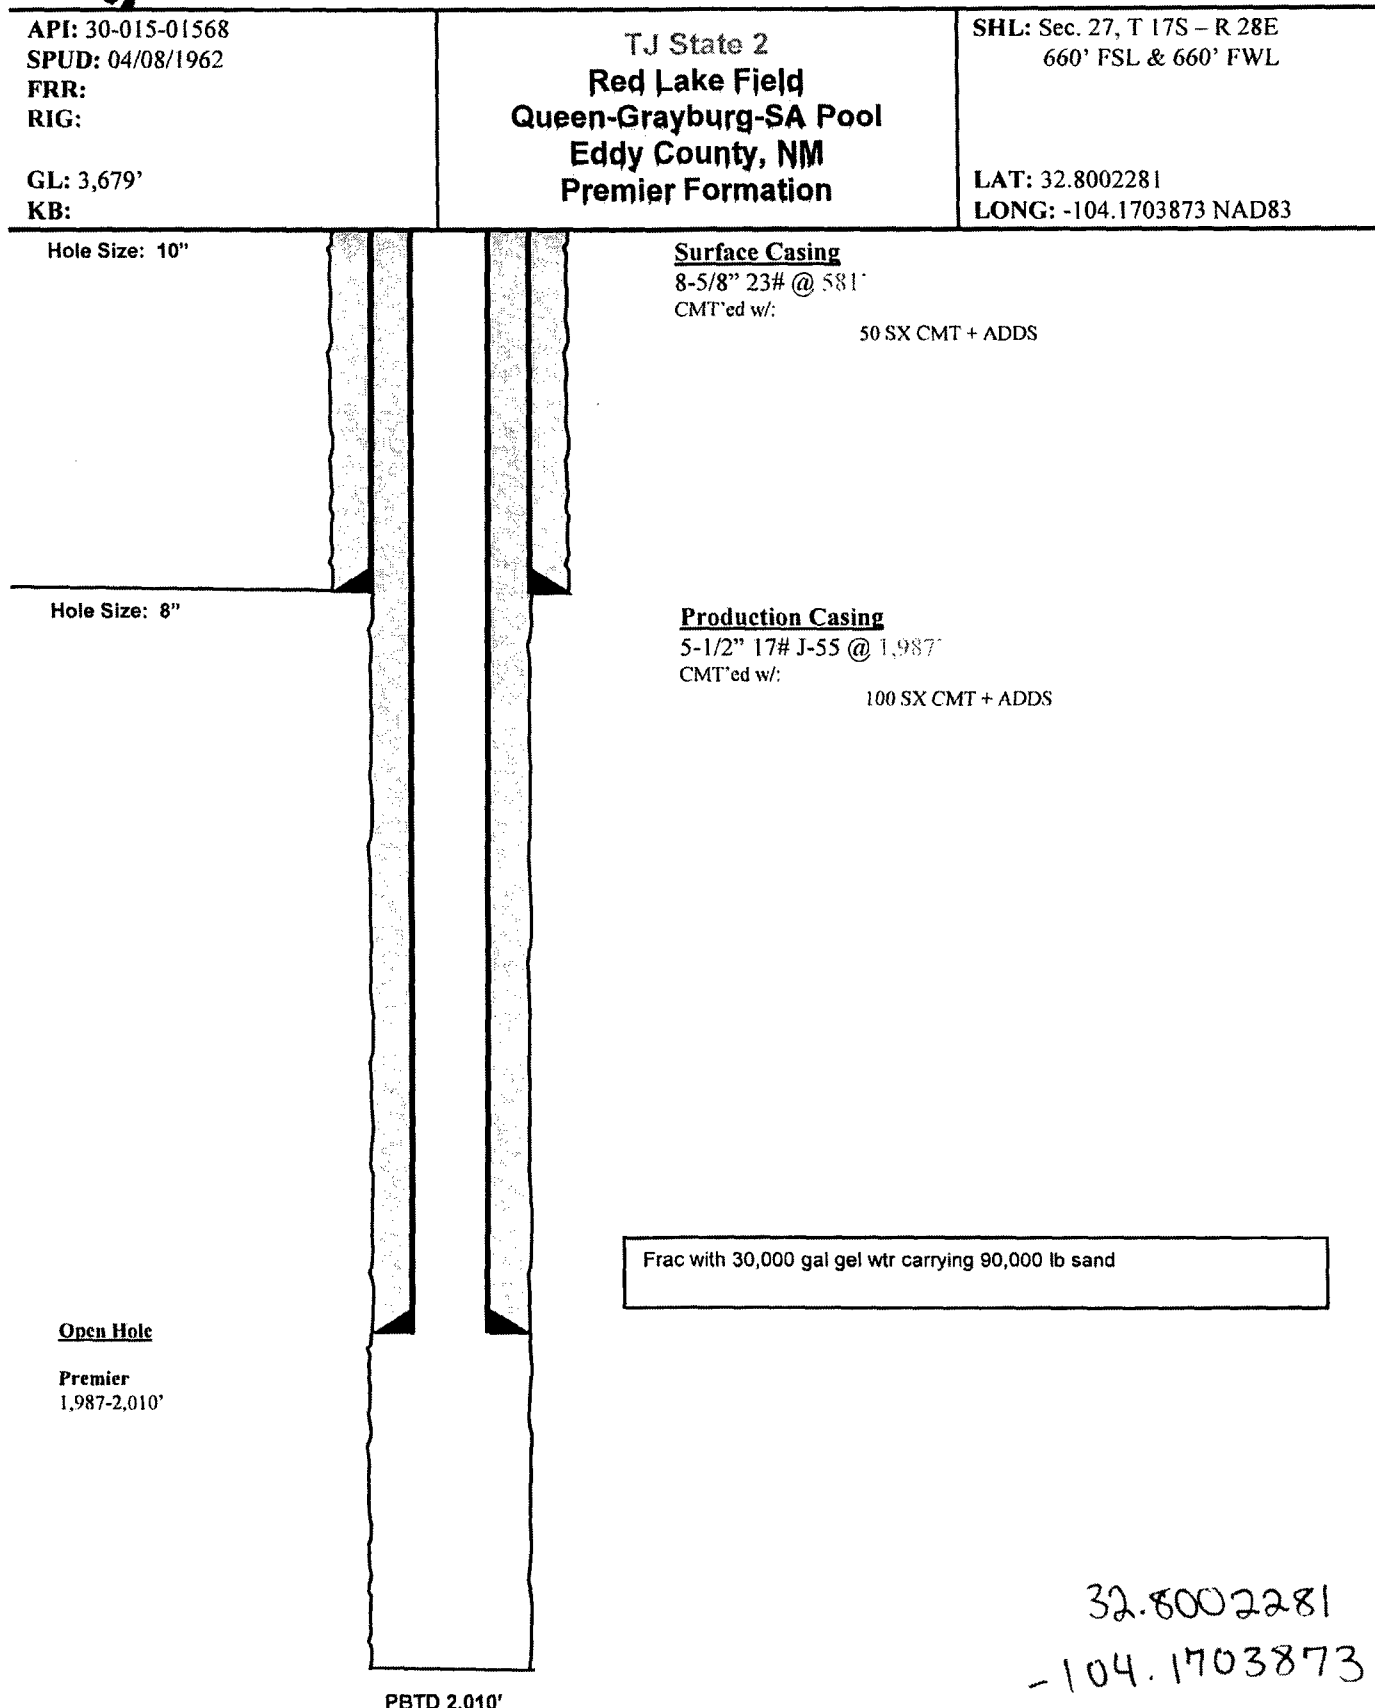 API: 30-015-01568
SPUD: 04/08/1962
FRR:
RIG:
GL: 3,679'
KB:
TJ State 2
Red Lake Field
Queen-Grayburg-SA Pool
Eddy County, NM
Premier Formation
SHL: Sec. 27, T 17S – R 28E
660' FSL & 660' FWL
LAT: 32.8002281
LONG: -104.1703873 NAD83
Hole Size: 10"
Surface Casing
8-5/8" 23# @ 581'
CMT'ed w/:
50 SX CMT + ADDS
Hole Size: 8"
Production Casing
5-1/2" 17# J-55 @ 1,987'
CMT'ed w/:
100 SX CMT + ADDS
Frac with 30,000 gal gel wtr carrying 90,000 lb sand
Open Hole
Premier
1,987-2,010'
32.8002281
-104.1703873
PBTD 2,010'